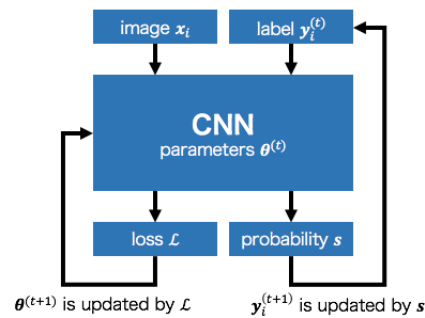 image 𝒙ᵢ
label 𝒚ᵢ⁽ᵗ⁾
CNN
parameters 𝜽⁽ᵗ⁾
loss ℒ
probability 𝒔
𝜽⁽ᵗ⁺¹⁾ is updated by ℒ
𝒚ᵢ⁽ᵗ⁺¹⁾ is updated by 𝒔